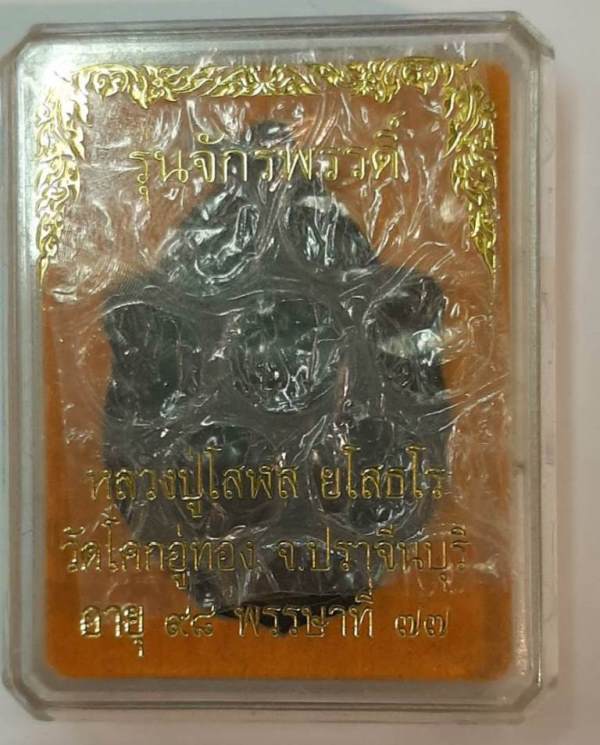 รุ่นจักรพรรดิ์
หลวงปู่โสฬส ยโสธโร
วัดโคกอู่ทอง จ.ปราจีนบุรี
อายุ ๙๘ พรรษาที่ ๗๗